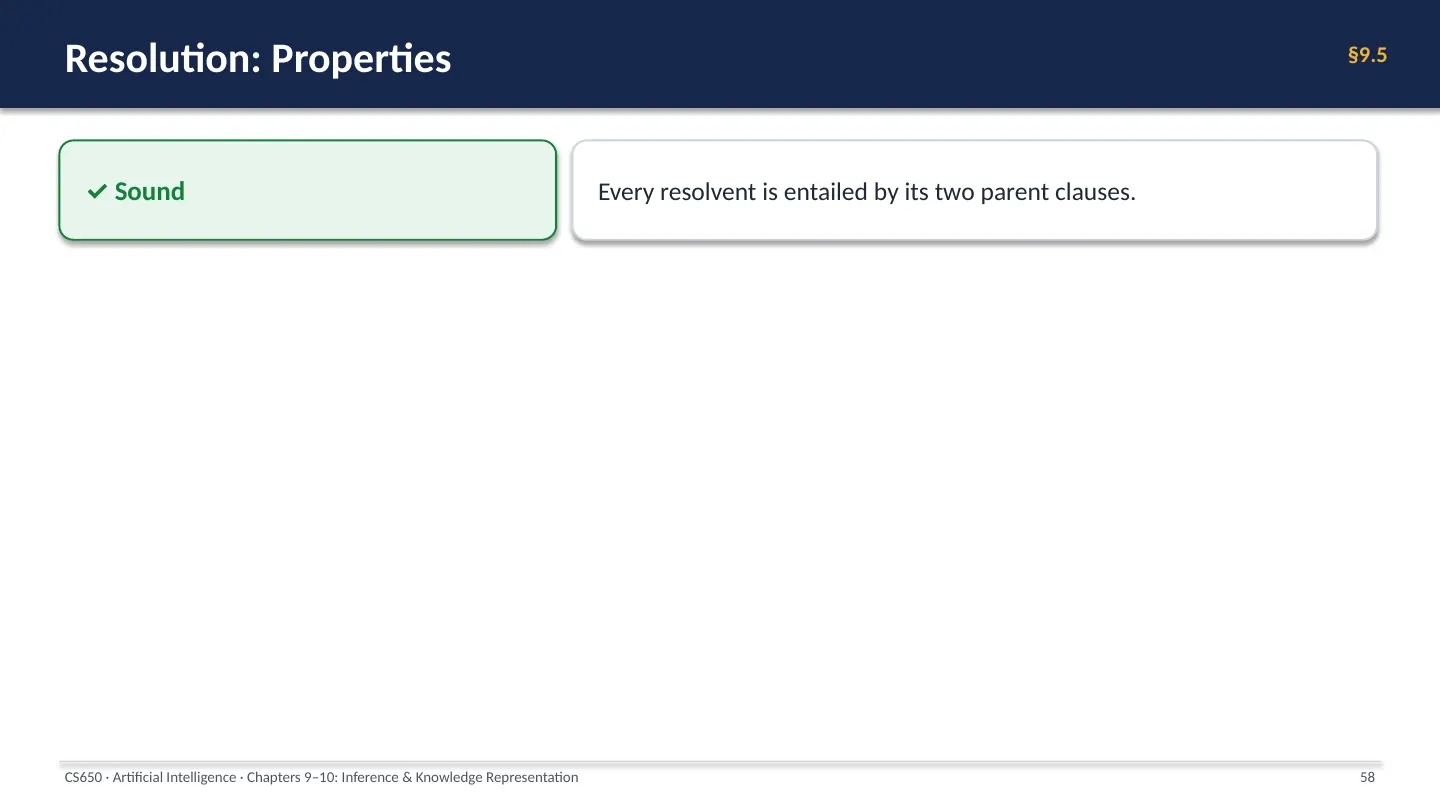 Resolution: Properties
§9.5
✓ Sound
Every resolvent is entailed by its two parent clauses.
CS650 · Artificial Intelligence · Chapters 9–10: Inference & Knowledge Representation
58